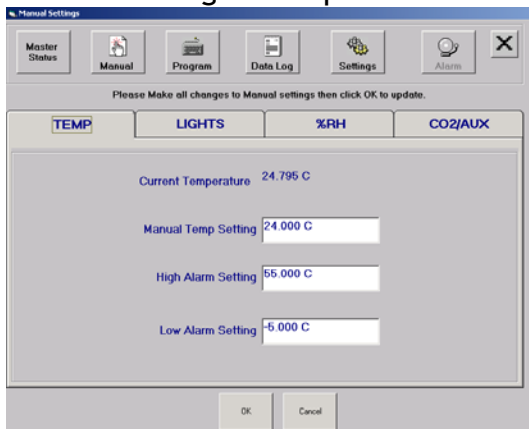 Manual Settings
Master Status
Manual
Program
Data Log
Settings
Alarm
X
Please Make all changes to Manual settings then click OK to update.
TEMP
LIGHTS
%RH
CO2/AUX
Current Temperature 24.795 C
Manual Temp Setting 24.000 C
High Alarm Setting 55.000 C
Low Alarm Setting -5.000 C
OK
Cancel